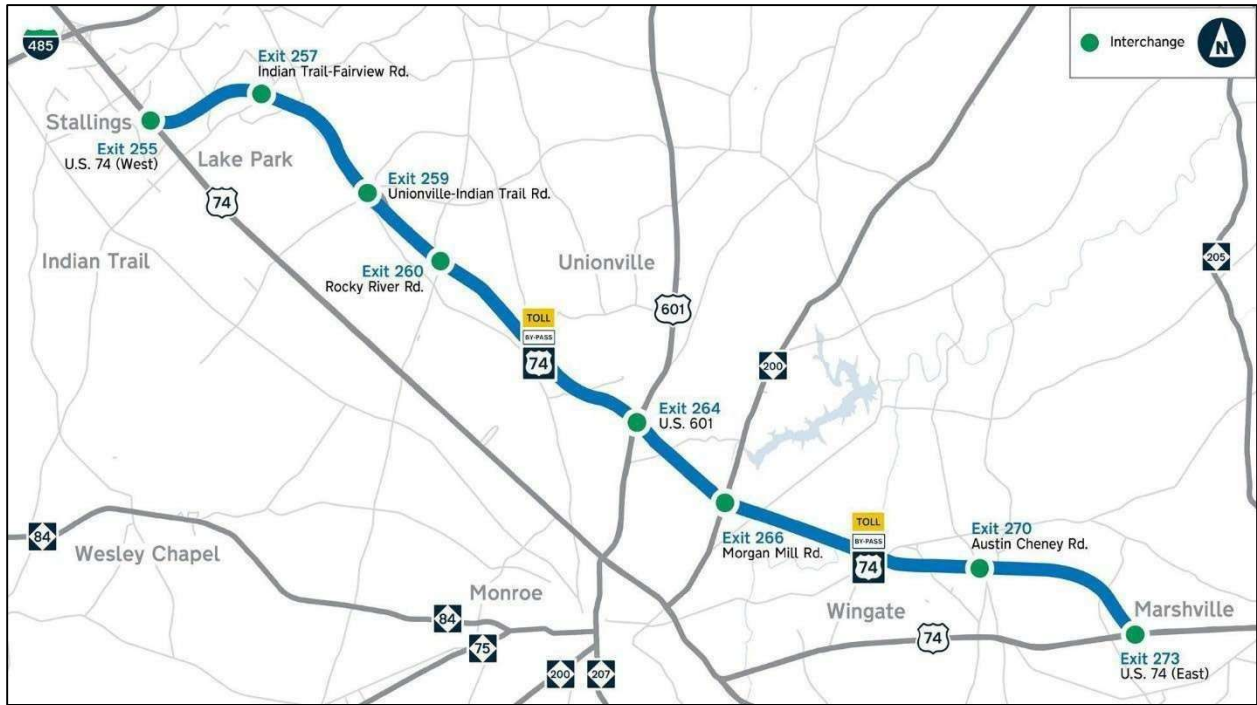 485
Exit 257
Indian Trail-Fairview Rd.
Interchange
N
Stallings
Exit 255
U.S. 74 (West)
Lake Park
74
Exit 259
Unionville-Indian Trail Rd.
Indian Trail
Exit 260
Rocky River Rd.
Unionville
205
601
TOLL
BY-PASS
74
200
Exit 264
U.S. 601
84
Wesley Chapel
Exit 266
Morgan Mill Rd.
TOLL
BY-PASS
74
Exit 270
Austin Cheney Rd.
Monroe
84
75
200
207
Wingate
74
Marshville
Exit 273
U.S. 74 (East)